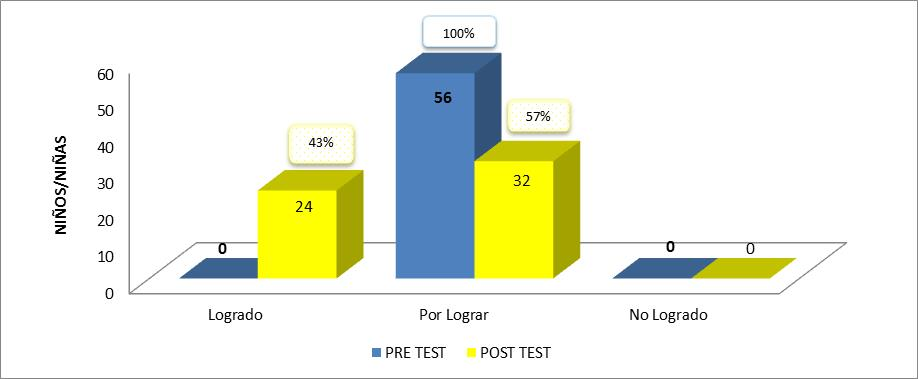 100%
60
56
50
57%
43%
40
32
30
24
20
10
0
0
0
0
NIÑOS/NIÑAS
Logrado
Por Lograr
No Logrado
PRE TEST
POST TEST